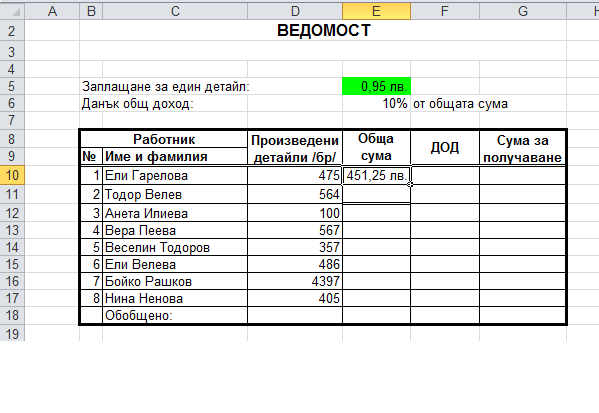 A B C D E F G H
2 ВЕДОМОСТ
3
4
5 Заплащане за един детайл: 0,95 лв.
6 Данък общ доход: 10% от общата сума
7
8 Работник Произведени Обща ДОД Сума за
9 № Име и фамилия детайли /бр/ сума получаване
10 1 Ели Гарелова 475 451,25 лв.
11 2 Тодор Велев 564
12 3 Анета Илиева 100
13 4 Вера Пеева 567
14 5 Веселин Тодоров 357
15 6 Ели Велева 486
16 7 Бойко Рашков 4397
17 8 Нина Ненова 405
18 Обобщено:
19